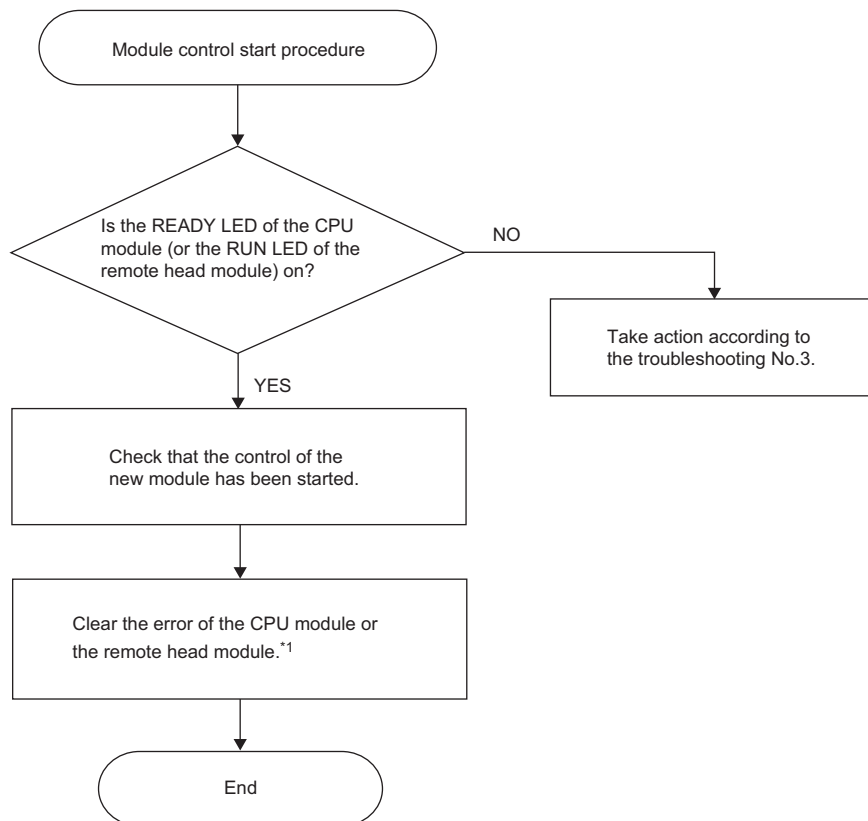 Module control start procedure
Is the READY LED of the CPU
module (or the RUN LED of the
remote head module) on?
NO
Take action according to
the troubleshooting No.3.
YES
Check that the control of the
new module has been started.
Clear the error of the CPU module or
the remote head module.*1
End